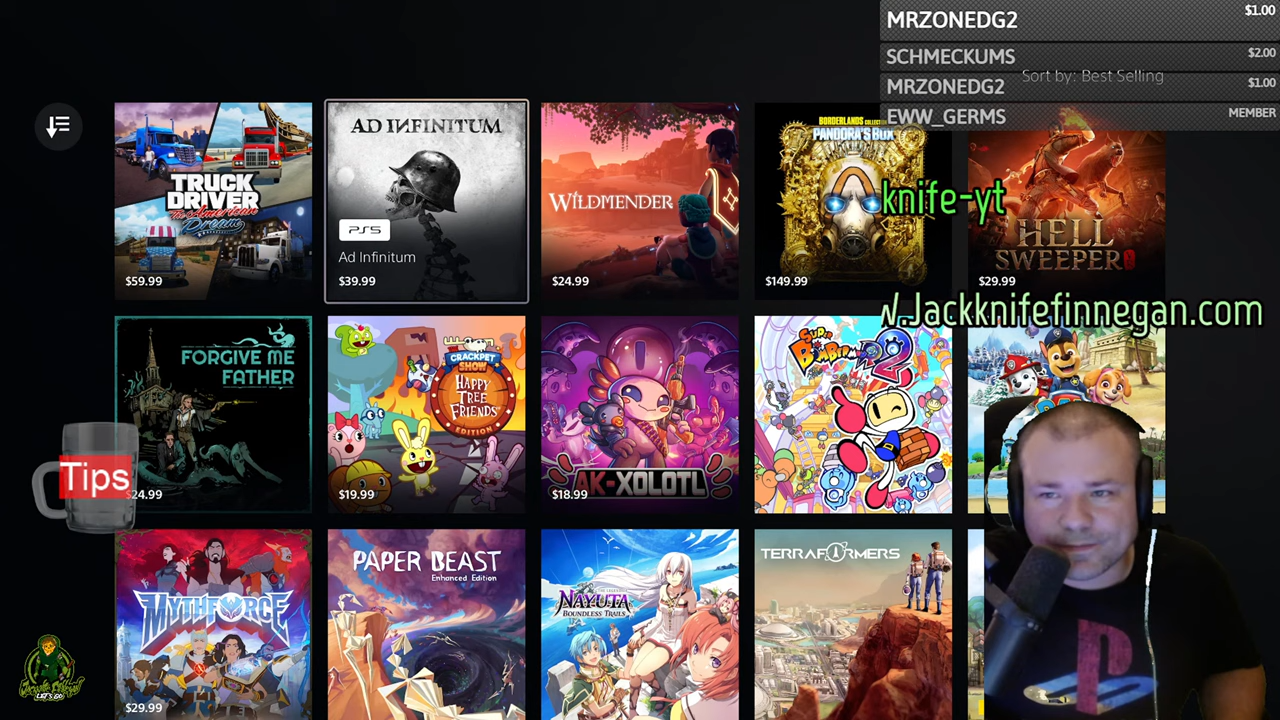 MRZONEDG2 $1.00
SCHMECKUMS $2.00
Sort by: Best Selling
MRZONEDG2 $1.00
EWW_GERMS MEMBER
TRUCK
DRIVER
The American
Dream
$59.99
AD INFINITUM
PS5
Ad Infinitum
$39.99
WILDMENDER
$24.99
BORDERLANDS COLLECTION
PANDORA'S BOX
$149.99
knife-yt
HELL
SWEEPER
$29.99
.Jackknifefinnegan.com
FORGIVE ME
FATHER
$24.99
Tips
CRACKPET
SHOW
HAPPY
TREE
FRIENDS
EDITION
$19.99
AK-XOLOTL
$18.99
SUPER
BOMBERMAN
2
MYTHFORCE
$29.99
PAPER BEAST
Enhanced Edition
NAYUTA
BOUNDLESS TRAILS
TERRAFORMERS
LET'S GO